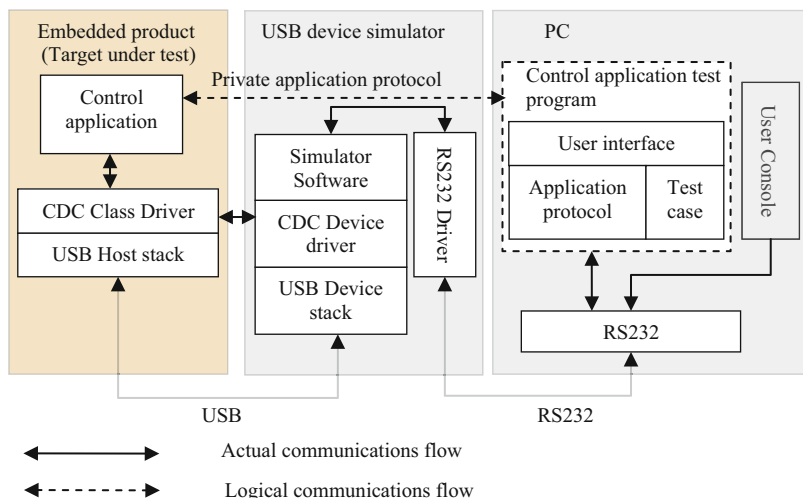 Embedded product
(Target under test)
USB device simulator
PC
Private application protocol
Control
application
Control application test
program
User interface
Application
protocol
Test
case
User Console
Simulator
Software
RS232 Driver
CDC Class Driver
USB Host stack
CDC Device
driver
USB Device
stack
RS232
USB
RS232
Actual communications flow
Logical communications flow